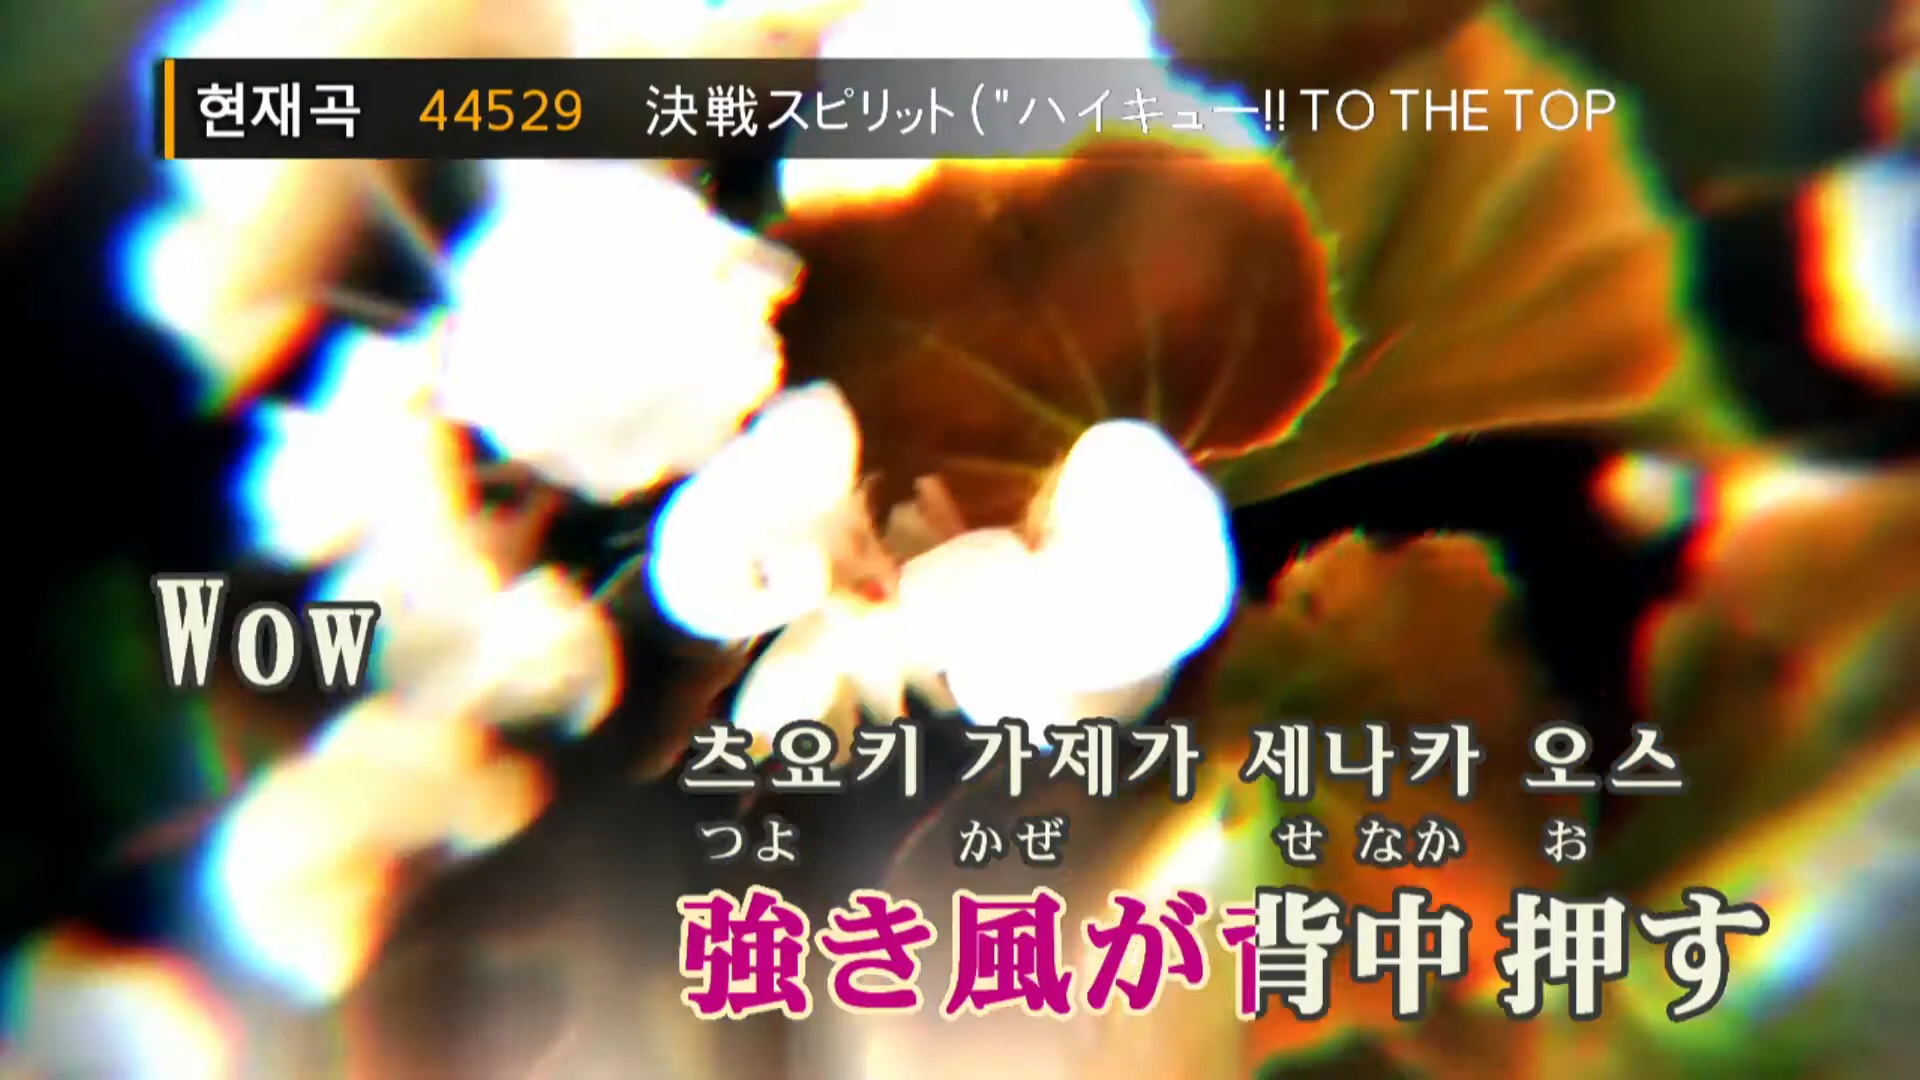 현재곡 44529 決戦スピリット("ハイキュー!! TO THE TOP
Wow
츠요키 가제가 세나카 오스
つよ かぜ せなか お
強き風が背中押す